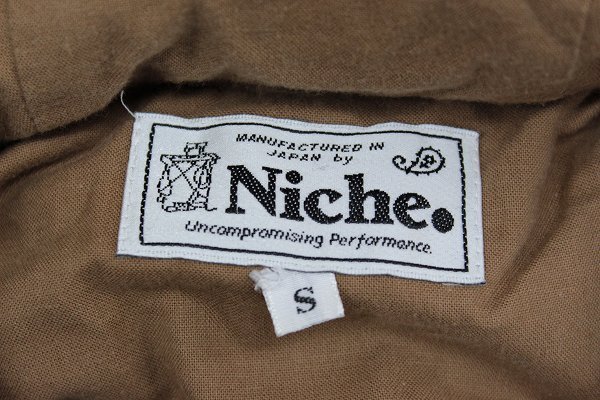 MANUFACTURED IN
JAPAN by
Niche.
Uncompromising Performance.
S